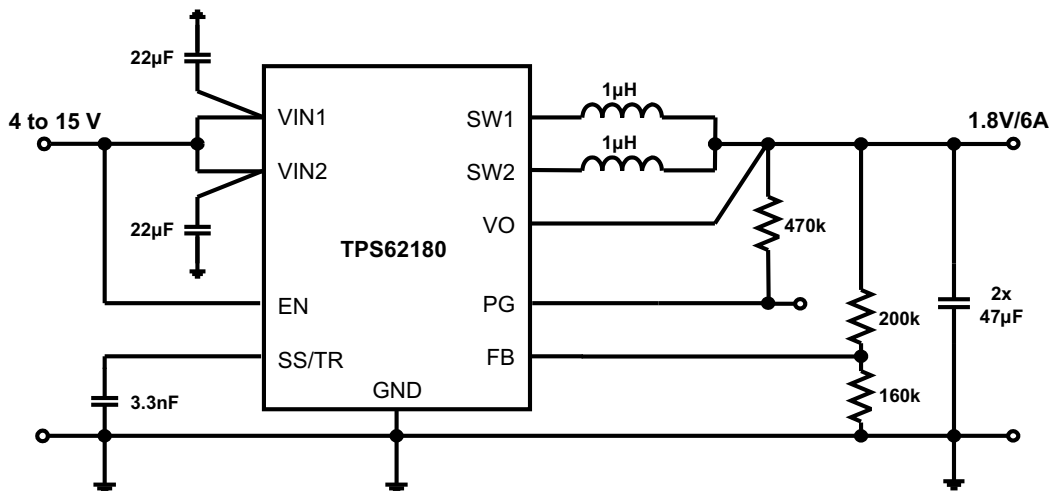 22µF
1µH
4 to 15 V
VIN1
SW1
1.8V/6A
1µH
VIN2
SW2
22µF
VO
470k
TPS62180
EN
PG
2x
47µF
200k
SS/TR
FB
GND
3.3nF
160k